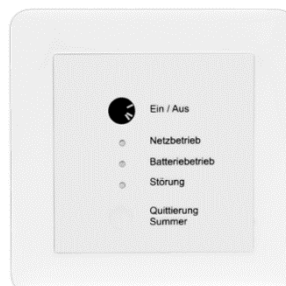 Ein / Aus
Netzbetrieb
Batteriebetrieb
Störung
Quittierung
Summer